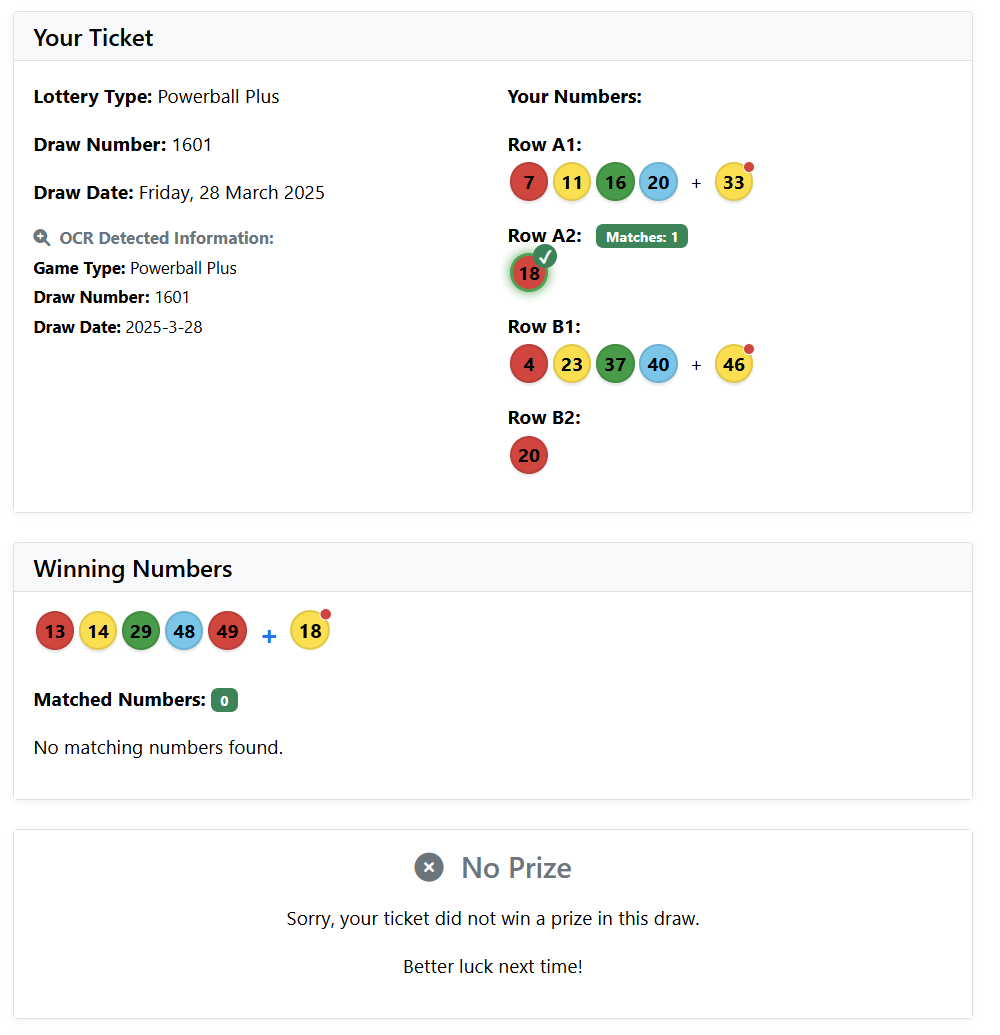 Your Ticket
Lottery Type: Powerball Plus
Draw Number: 1601
Draw Date: Friday, 28 March 2025
OCR Detected Information:
Game Type: Powerball Plus
Draw Number: 1601
Draw Date: 2025-3-28
Your Numbers:
Row A1:
7 11 16 20 + 33
Row A2: Matches: 1
18
Row B1:
4 23 37 40 + 46
Row B2:
20
Winning Numbers
13 14 29 48 49 + 18
Matched Numbers: 0
No matching numbers found.
No Prize
Sorry, your ticket did not win a prize in this draw.
Better luck next time!